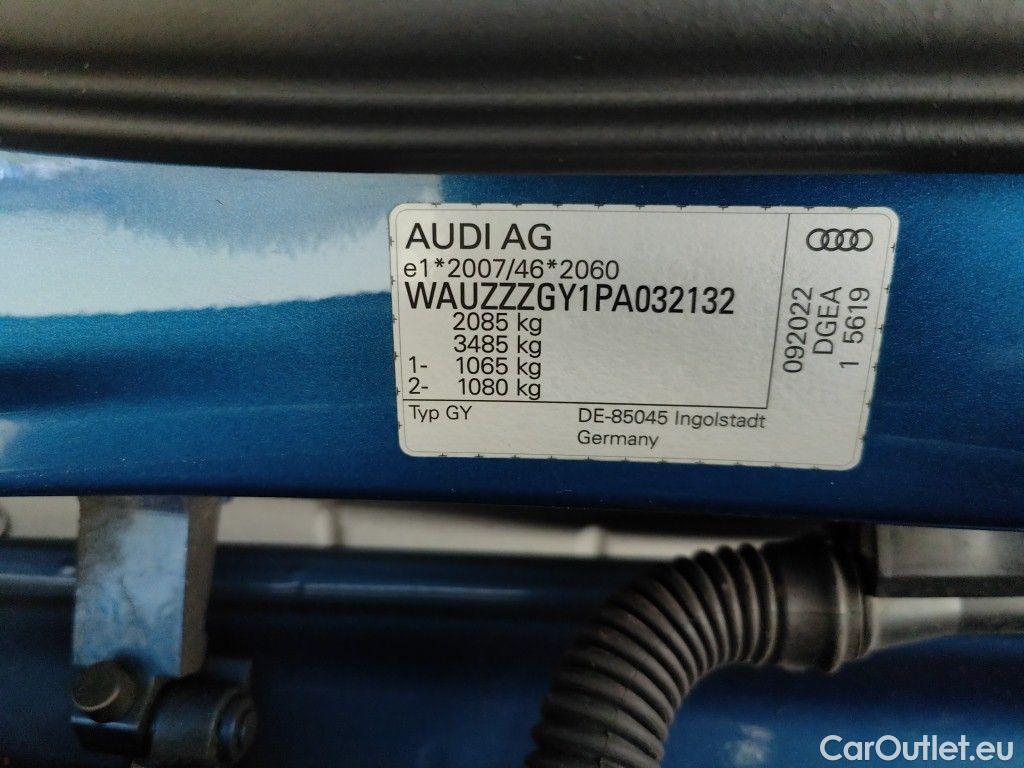 AUDI AG
e1*2007/46*2060
WAUZZZGY1PA032132
2085 kg
3485 kg
1- 1065 kg
2- 1080 kg
Typ GY
DE-85045 Ingolstadt
Germany
092022
DGEA
1 5619
CarOutlet.eu